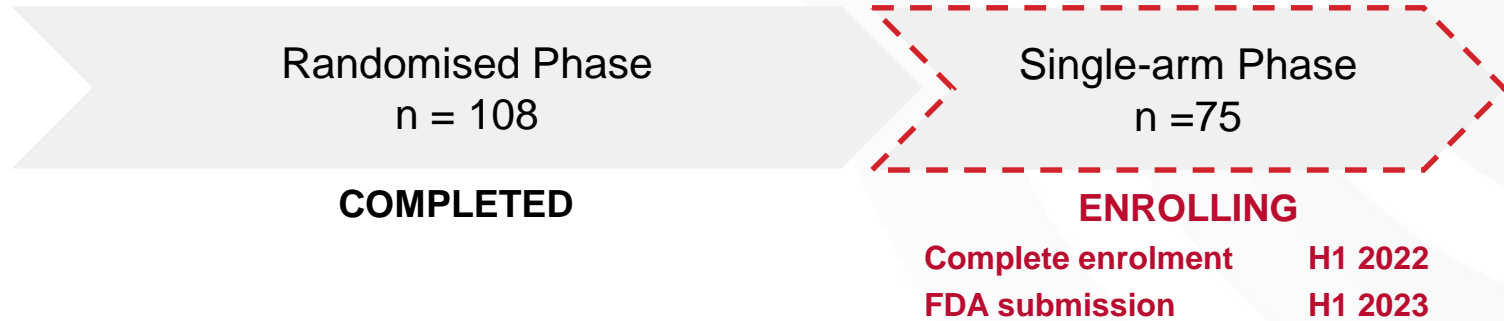 Randomised Phase
n = 108
COMPLETED
Single-arm Phase
n =75
ENROLLING
Complete enrolment H1 2022
FDA submission H1 2023